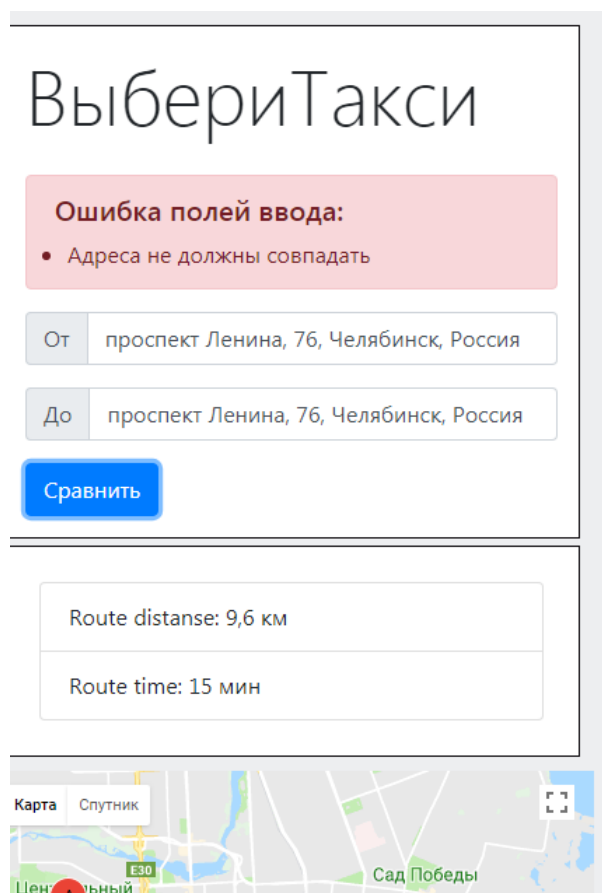 ВыбериТакси
Ошибка полей ввода:
• Адреса не должны совпадать
От проспект Ленина, 76, Челябинск, Россия
До проспект Ленина, 76, Челябинск, Россия
Сравнить
Route distanse: 9,6 км
Route time: 15 мин
Карта Спутник
E30
Сад Победы